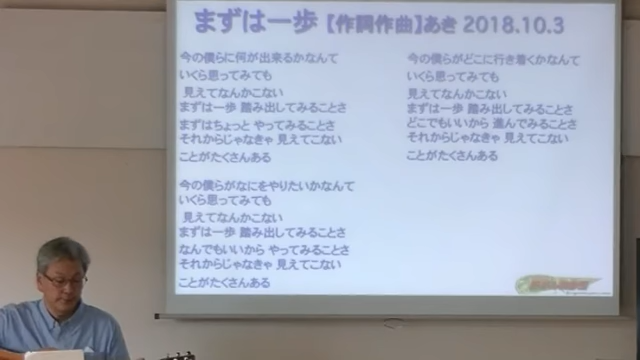 まずは一歩 【作詞作曲】あき 2018.10.3
今の僕らに何が出来るかなんて
いくら思ってみても
見えてなんかこない
まずは一歩 踏み出してみることさ
まずはちょっと やってみることさ
それからじゃなきゃ 見えてこない
ことがたくさんある
今の僕らがなにをやりたいかなんて
いくら思ってみても
見えてなんかこない
まずは一歩 踏み出してみることさ
なんでもいいから やってみることさ
それからじゃなきゃ 見えてこない
ことがたくさんある
今の僕らがどこに行き着くかなんて
いくら思ってみても
見えてなんかこない
まずは一歩 踏み出してみることさ
どこでもいいから 進んでみることさ
それからじゃなきゃ 見えてこない
ことがたくさんある